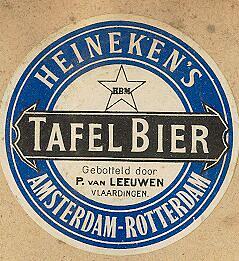 HEINEKEN'S
HBM
TAFEL BIER
Gebotteld door
P. VAN LEEUWEN
VLAARDINGEN.
AMSTERDAM-ROTTERDAM